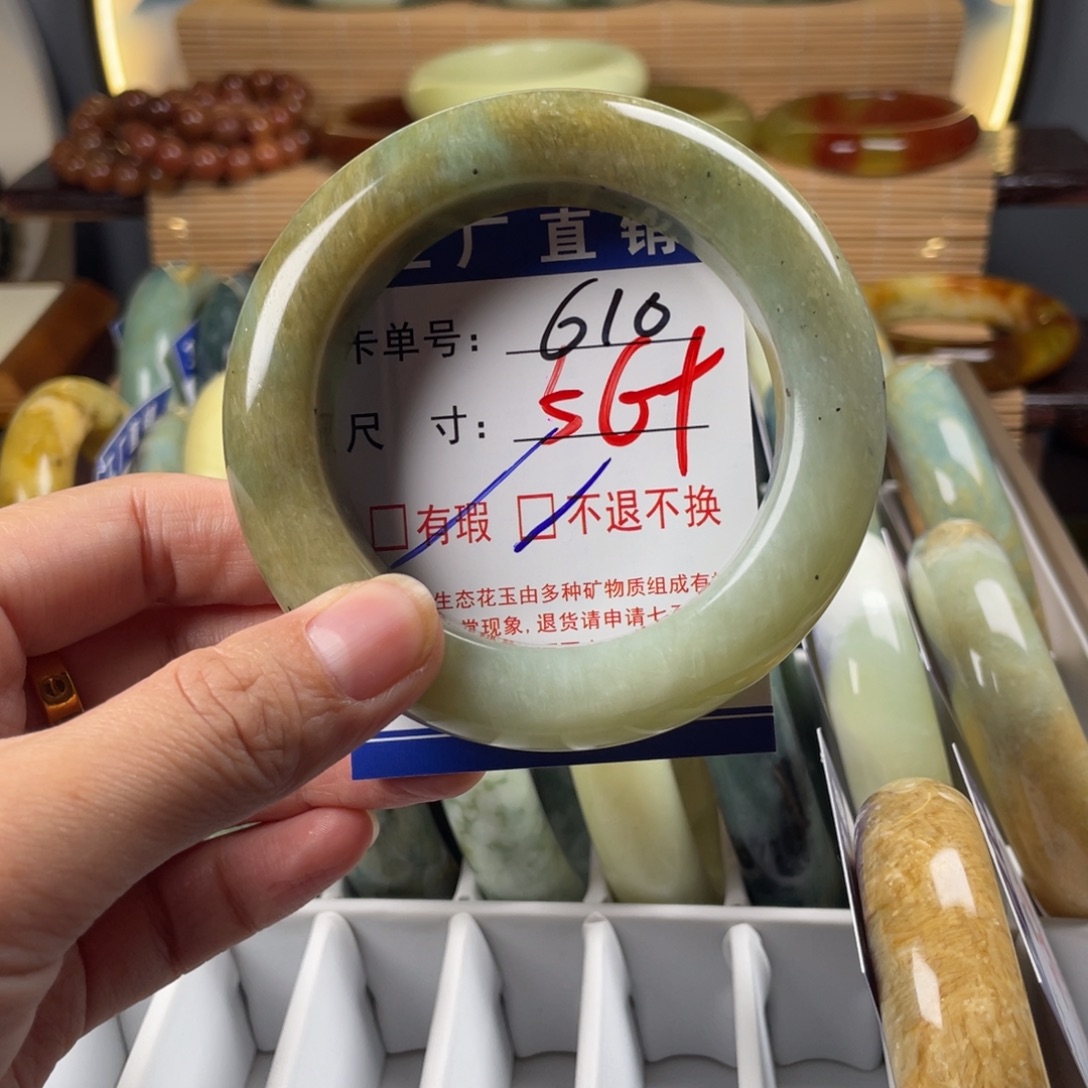 厂直销
卡单号: 610
尺 寸: 56+
□有瑕 □不退不换
生态花玉由多种矿物质组成有
常现象,退货请申请七